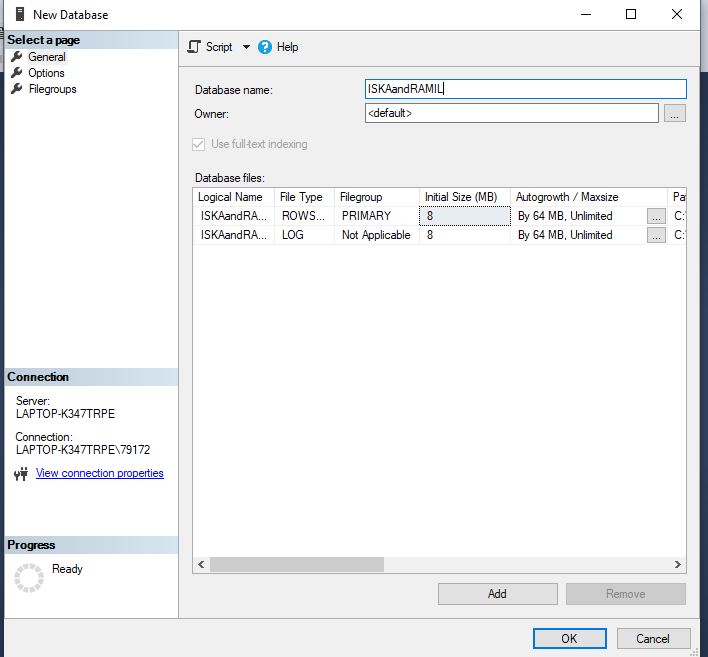 New Database
Select a page
General
Options
Filegroups
Script
Help
Database name: ISKAandRAMIL
Owner: <default> ...
Use full-text indexing
Database files:
Logical Name File Type Filegroup Initial Size (MB) Autogrowth / Maxsize Pa
ISKAandRA... ROWS... PRIMARY 8 By 64 MB, Unlimited ... C:
ISKAandRA... LOG Not Applicable 8 By 64 MB, Unlimited ... C:
Connection
Server:
LAPTOP-K347TRPE
Connection:
LAPTOP-K347TRPE\79172
View connection properties
Progress
Ready
Add Remove
OK Cancel